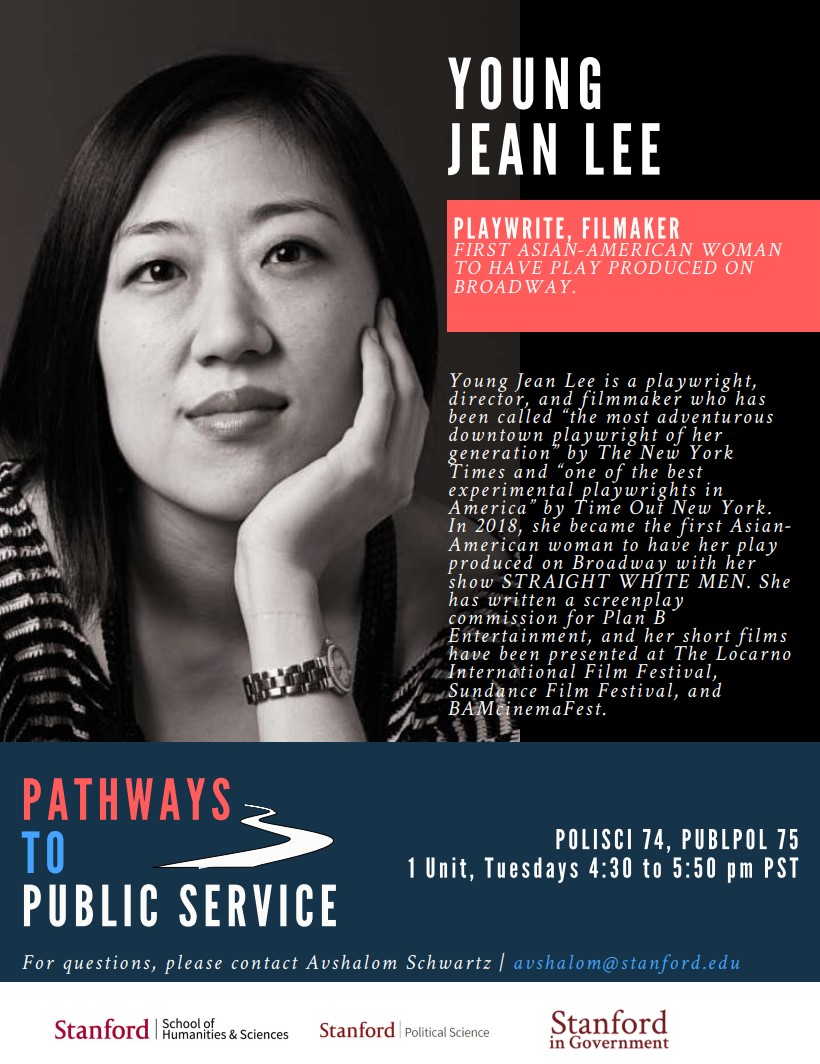 YOUNG
JEAN LEE
PLAYWRITE, FILMAKER
FIRST ASIAN-AMERICAN WOMAN
TO HAVE PLAY PRODUCED ON
BROADWAY.
Young Jean Lee is a playwright,
director, and filmmaker who has
been called “the most adventurous
downtown playwright of her
generation” by The New York
Times and “one of the best
experimental playwrights in
America” by Time Out New York.
In 2018, she became the first Asian-
American woman to have her play
produced on Broadway with her
show STRAIGHT WHITE MEN. She
has written a screenplay
commission for Plan B
Entertainment, and her short films
have been presented at The Locarno
International Film Festival,
Sundance Film Festival, and
BAMcinemaFest.
PATHWAYS
TO
PUBLIC SERVICE
POLISCI 74, PUBLPOL 75
1 Unit, Tuesdays 4:30 to 5:50 pm PST
For questions, please contact Avshalom Schwartz | avshalom@stanford.edu
Stanford | School of
Humanities & Sciences
Stanford | Political Science
Stanford
in Government